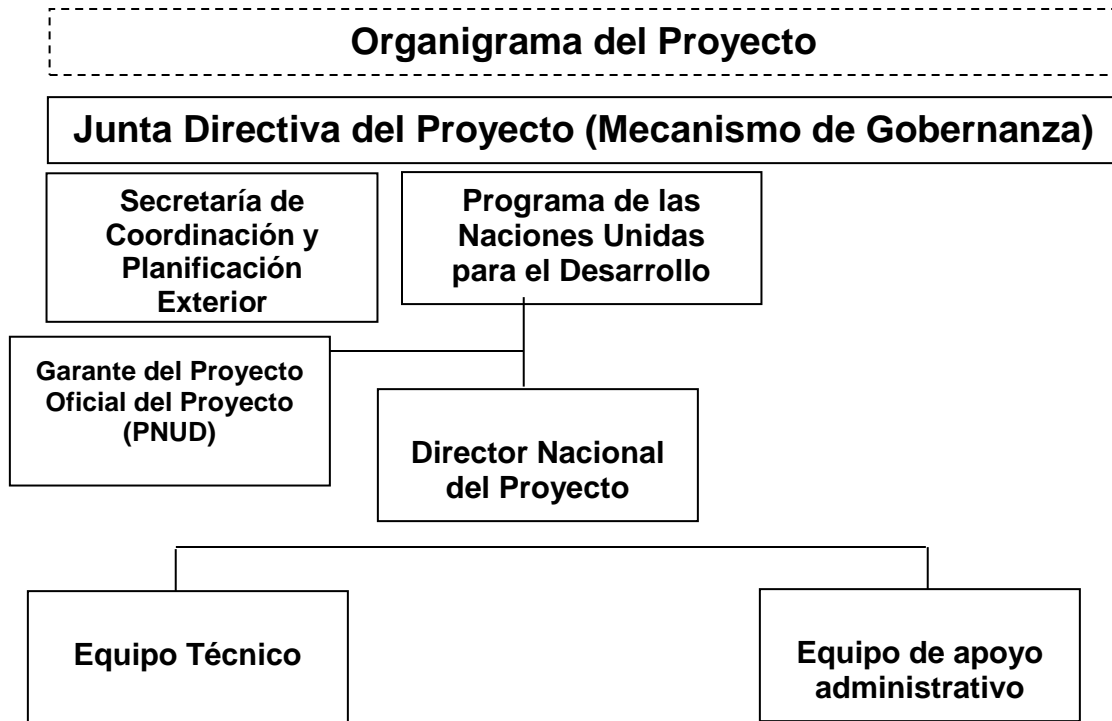 Organigrama del Proyecto
Junta Directiva del Proyecto (Mecanismo de Gobernanza)
Secretaría de
Coordinación y
Planificación
Exterior
Programa de las
Naciones Unidas
para el Desarrollo
Garante del Proyecto
Oficial del Proyecto
(PNUD)
Director Nacional
del Proyecto
Equipo Técnico
Equipo de apoyo
administrativo